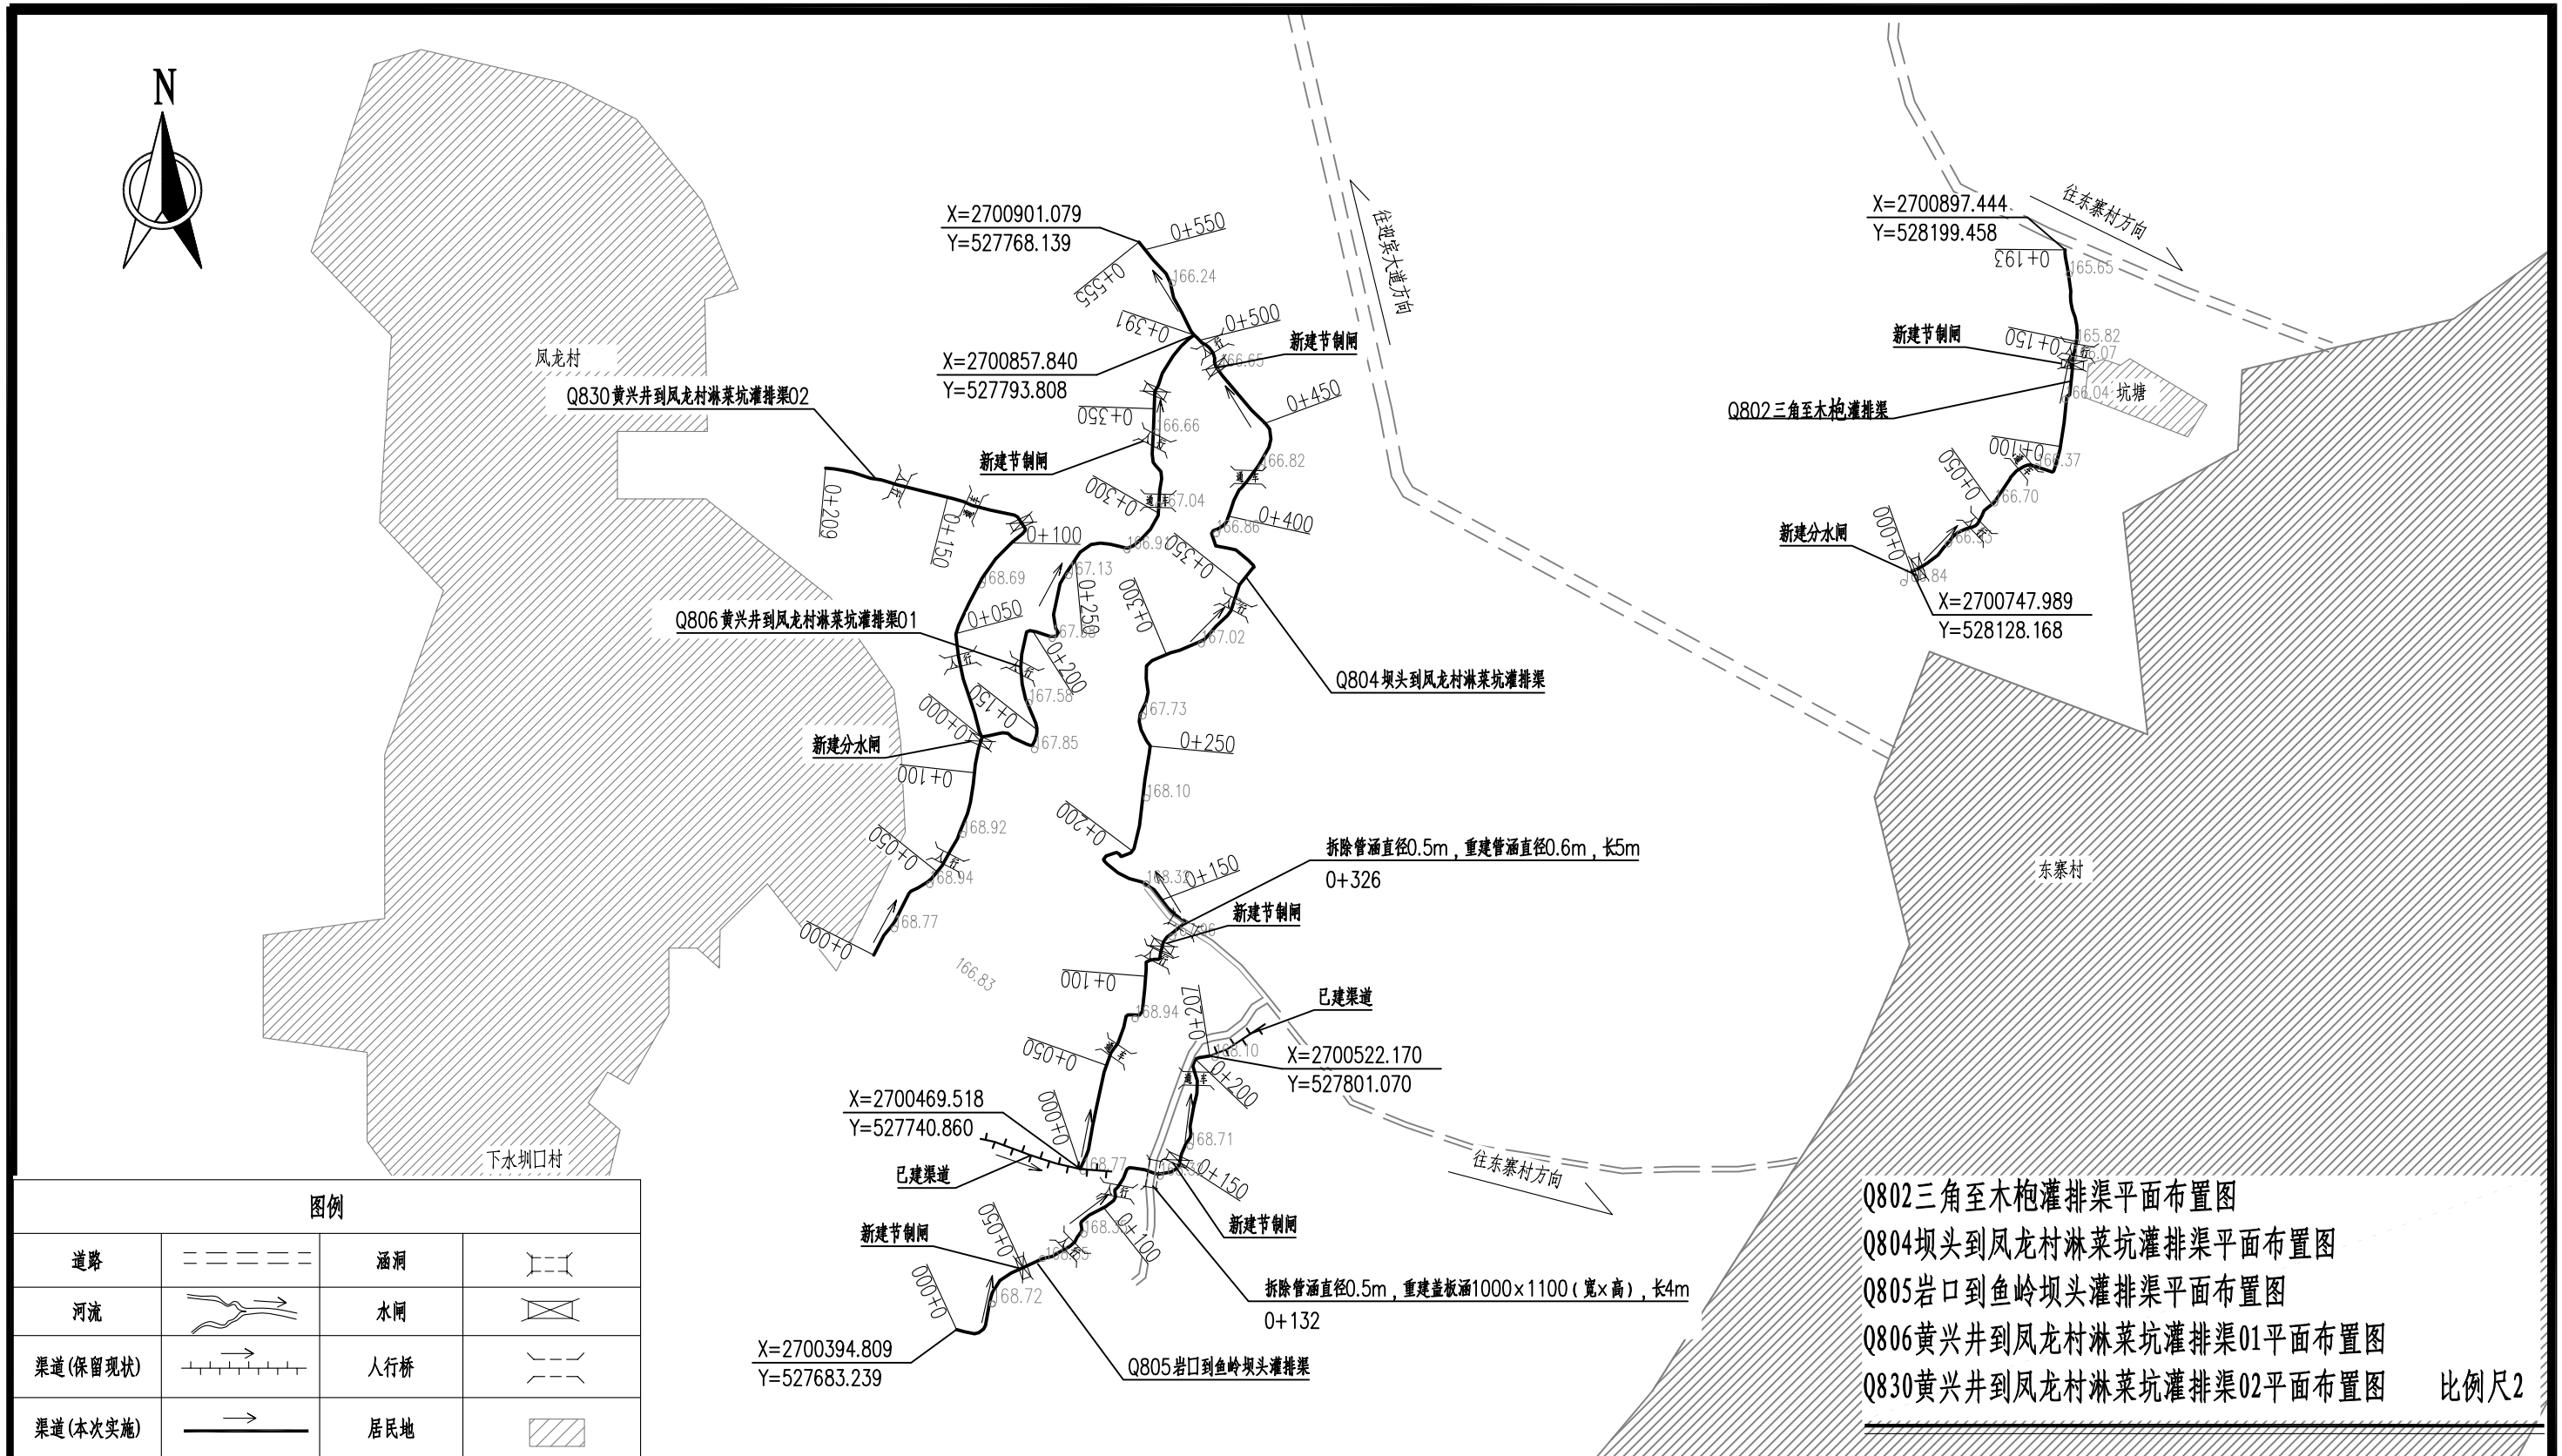 N
凤龙村
Q830黄兴井到凤龙村淋菜坑灌排渠02
0+209
0+150
0+100
168.69
0+050
人行
通车
Q806黄兴井到凤龙村淋菜坑灌排渠01
新建分水闸
0+000
0+100
168.92
0+050
168.94
168.77
0+000
166.83
0+150
167.85
167.58
0+200
0+250
167.13
166.91
0+300
167.04
新建节制闸
166.66
0+350
0+391
X=2700857.840
Y=527793.808
X=2700901.079
Y=527768.139
0+555
0+550
166.24
0+500
166.65
新建节制闸
0+450
166.82
通车
0+400
166.86
0+350
0+300
人行
167.02
Q804坝头到凤龙村淋菜坑灌排渠
167.73
0+250
168.10
0+200
168.32
0+150
拆除管涵直径0.5m，重建管涵直径0.6m，长5m
0+326
新建节制闸
0+100
168.94
0+050
通车
0+000
X=2700469.518
Y=527740.860
已建渠道
168.77
已建渠道
0+207
168.10
X=2700522.170
Y=527801.070
0+200
通车
168.71
0+150
新建节制闸
0+100
人行
新建节制闸
0+050
0+000
168.72
X=2700394.809
Y=527683.239
Q805岩口到鱼岭坝头灌排渠
拆除管涵直径0.5m，重建盖板涵1000×1100（宽×高），长4m
0+132
往迎宾大道方向
往东寨村方向
往东寨村方向
X=2700897.444
Y=528199.458
0+193
165.65
新建节制闸
0+150
165.82
166.04
坑塘
Q802三角至木枹灌排渠
0+100
166.37
0+050
166.70
新建分水闸
0+000
X=2700747.989
Y=528128.168
东寨村
下水圳口村
图例
道路
涵洞
河流
水闸
渠道(保留现状)
人行桥
渠道(本次实施)
居民地
Q802三角至木枹灌排渠平面布置图
Q804坝头到凤龙村淋菜坑灌排渠平面布置图
Q805岩口到鱼岭坝头灌排渠平面布置图
Q806黄兴井到凤龙村淋菜坑灌排渠01平面布置图
Q830黄兴井到凤龙村淋菜坑灌排渠02平面布置图 比例尺2